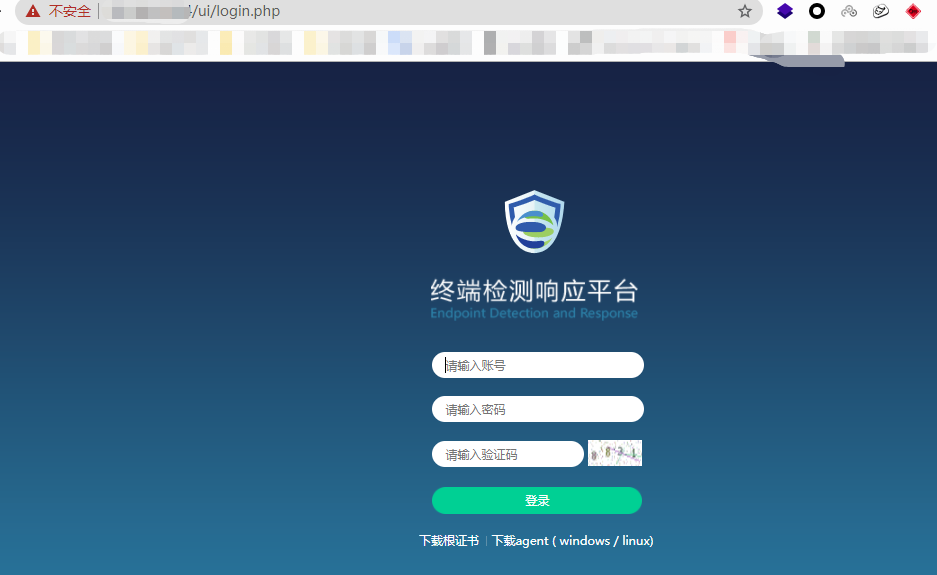 不安全 /ui/login.php
终端检测响应平台
Endpoint Detection and Response
请输入账号
请输入密码
请输入验证码
登录
下载根证书 | 下载agent ( windows / linux)